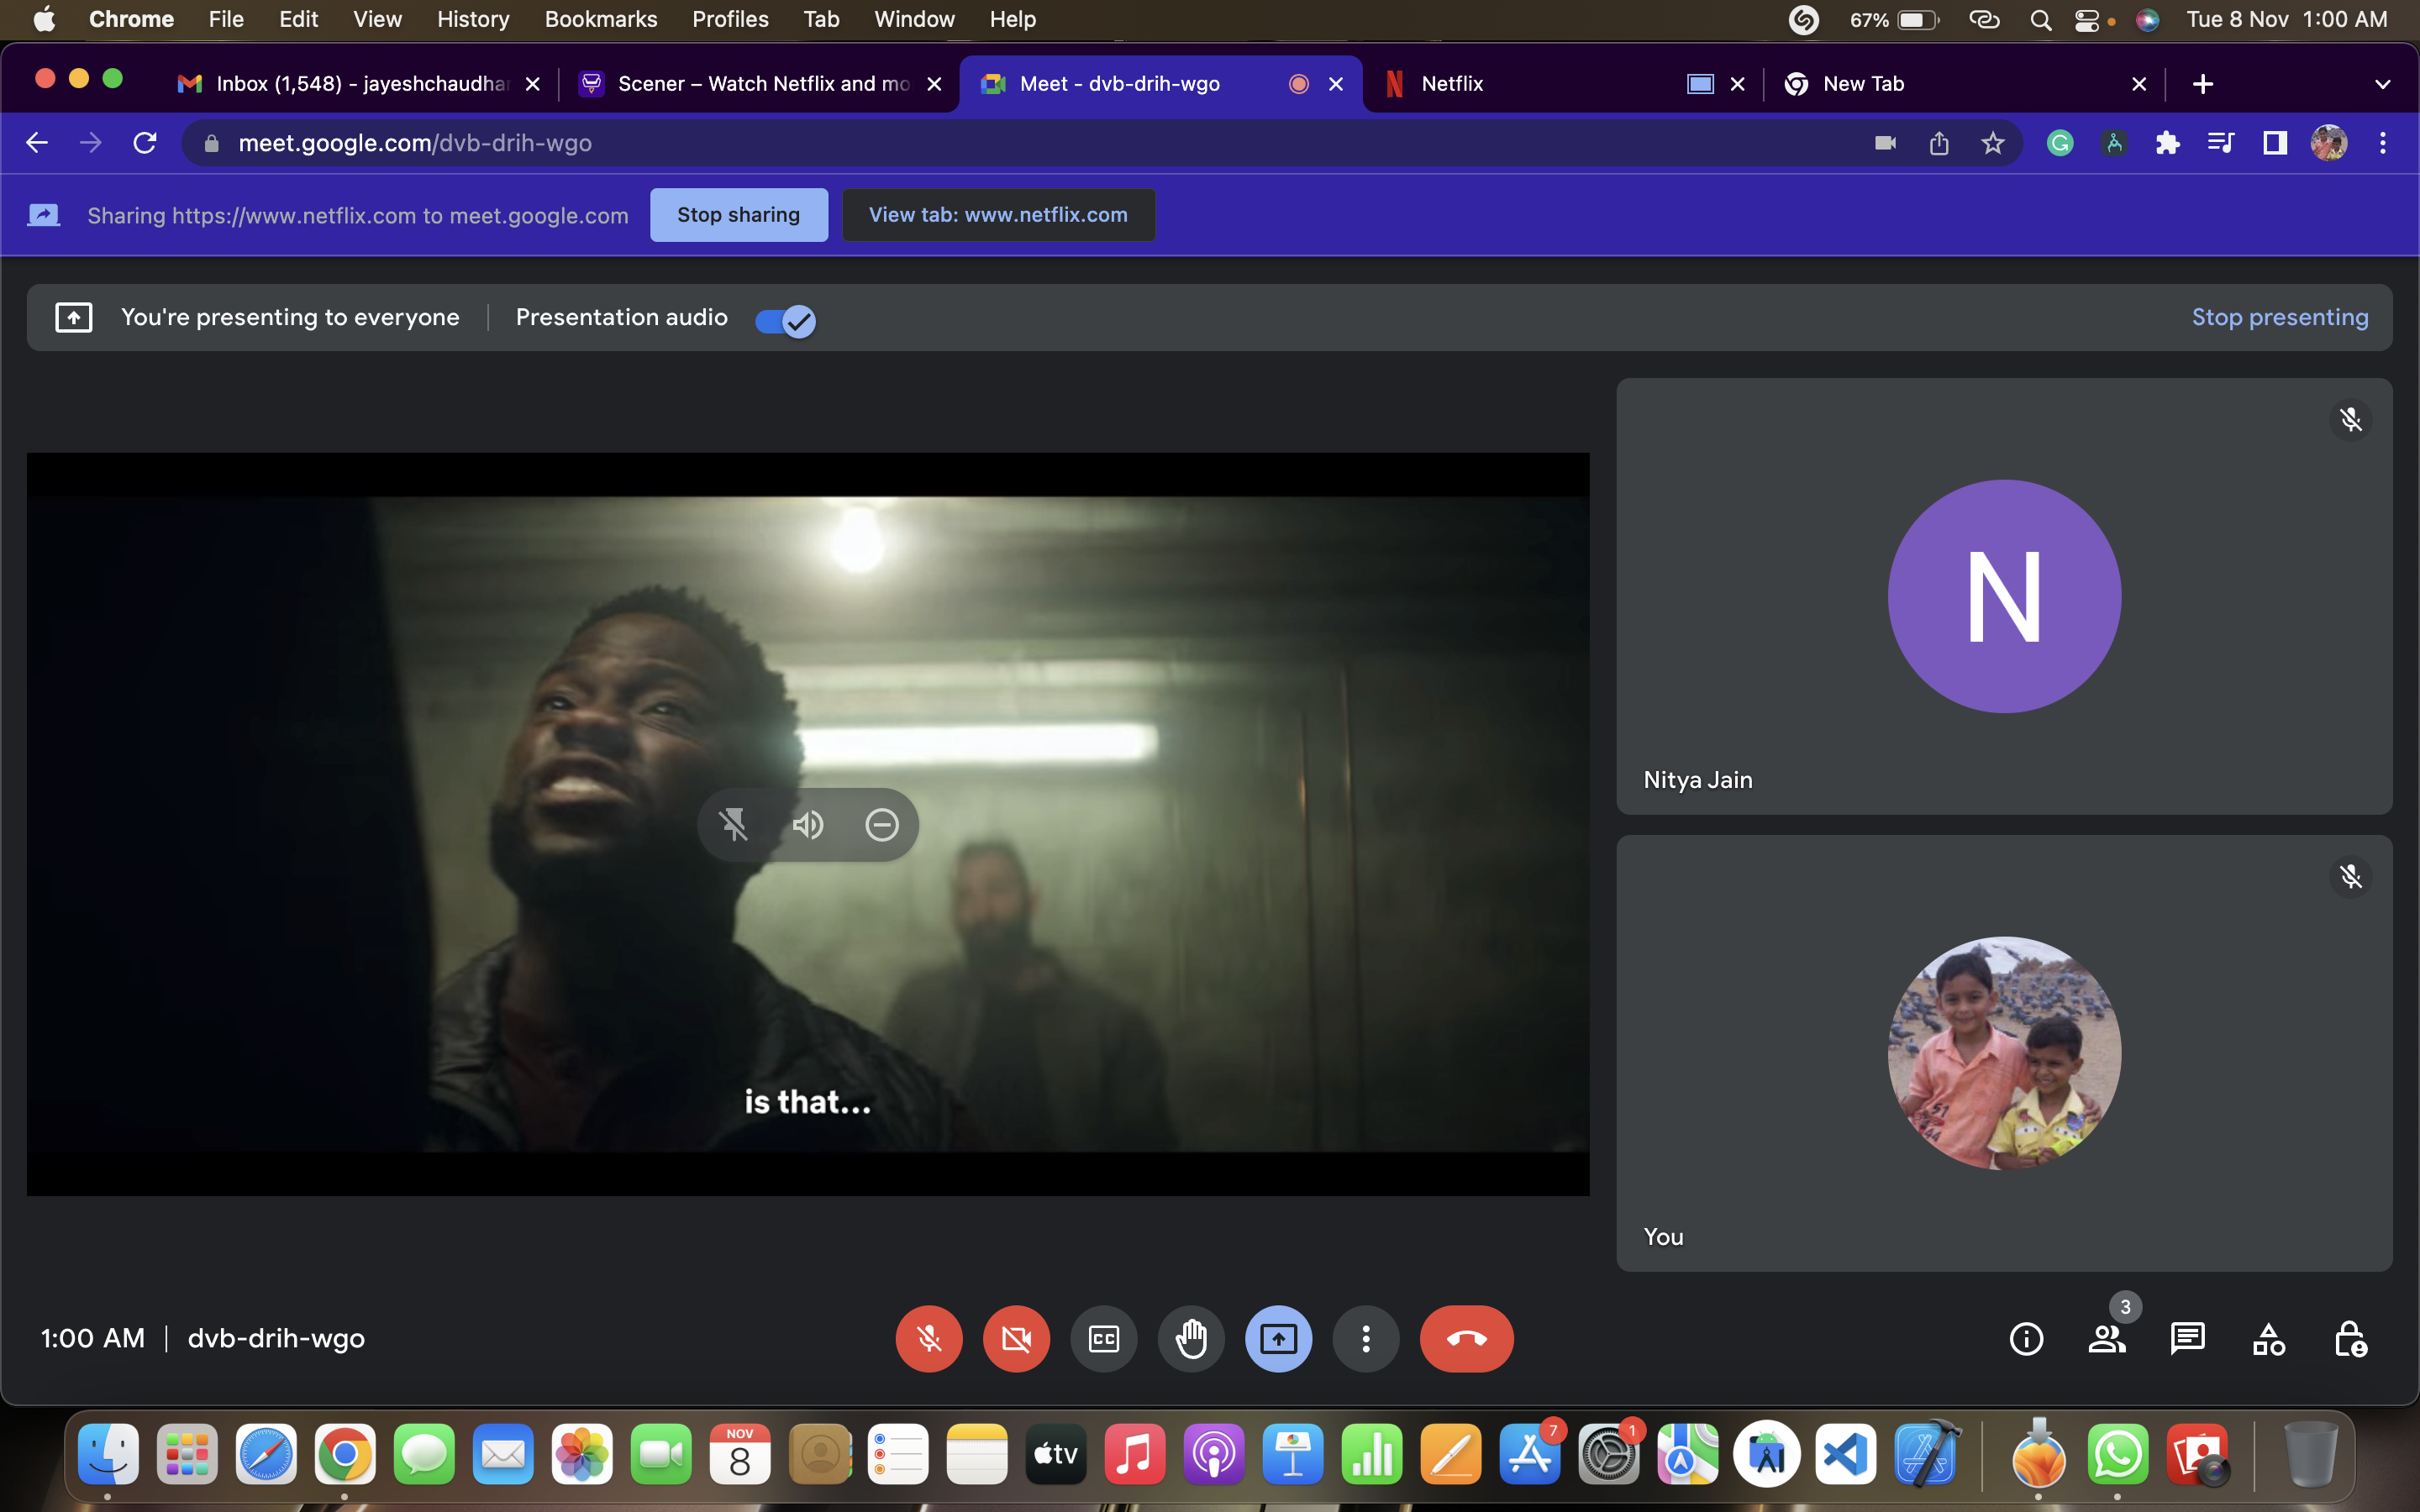 Chrome File Edit View History Bookmarks Profiles Tab Window Help 67% Tue 8 Nov 1:00 AM
Inbox (1,548) - jayeshchaudhar Scener – Watch Netflix and mo Meet - dvb-drih-wgo Netflix New Tab
meet.google.com/dvb-drih-wgo
Sharing https://www.netflix.com to meet.google.com Stop sharing View tab: www.netflix.com
You're presenting to everyone Presentation audio Stop presenting
N
Nitya Jain
is that...
You
1:00 AM dvb-drih-wgo CC 3
NOV
8
tv
7
1